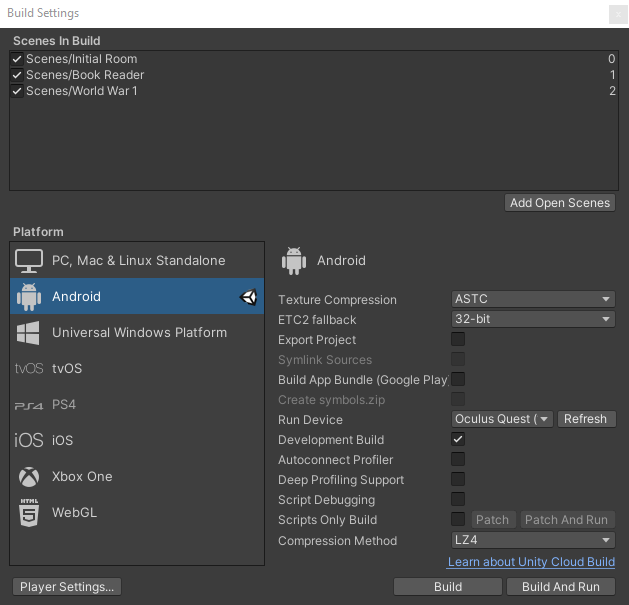 Build Settings
x
Scenes In Build
Scenes/Initial Room 0
Scenes/Book Reader 1
Scenes/World War 1 2
Add Open Scenes
Platform
PC, Mac & Linux Standalone
Android
Universal Windows Platform
tvOS tvOS
PS4 PS4
iOS iOS
Xbox One
HTML 5 WebGL
Android
Texture Compression ASTC
ETC2 fallback 32-bit
Export Project
Symlink Sources
Build App Bundle (Google Play
Create symbols.zip
Run Device Oculus Quest ( Refresh
Development Build
Autoconnect Profiler
Deep Profiling Support
Script Debugging
Scripts Only Build Patch Patch And Run
Compression Method LZ4
Learn about Unity Cloud Build
Player Settings... Build Build And Run